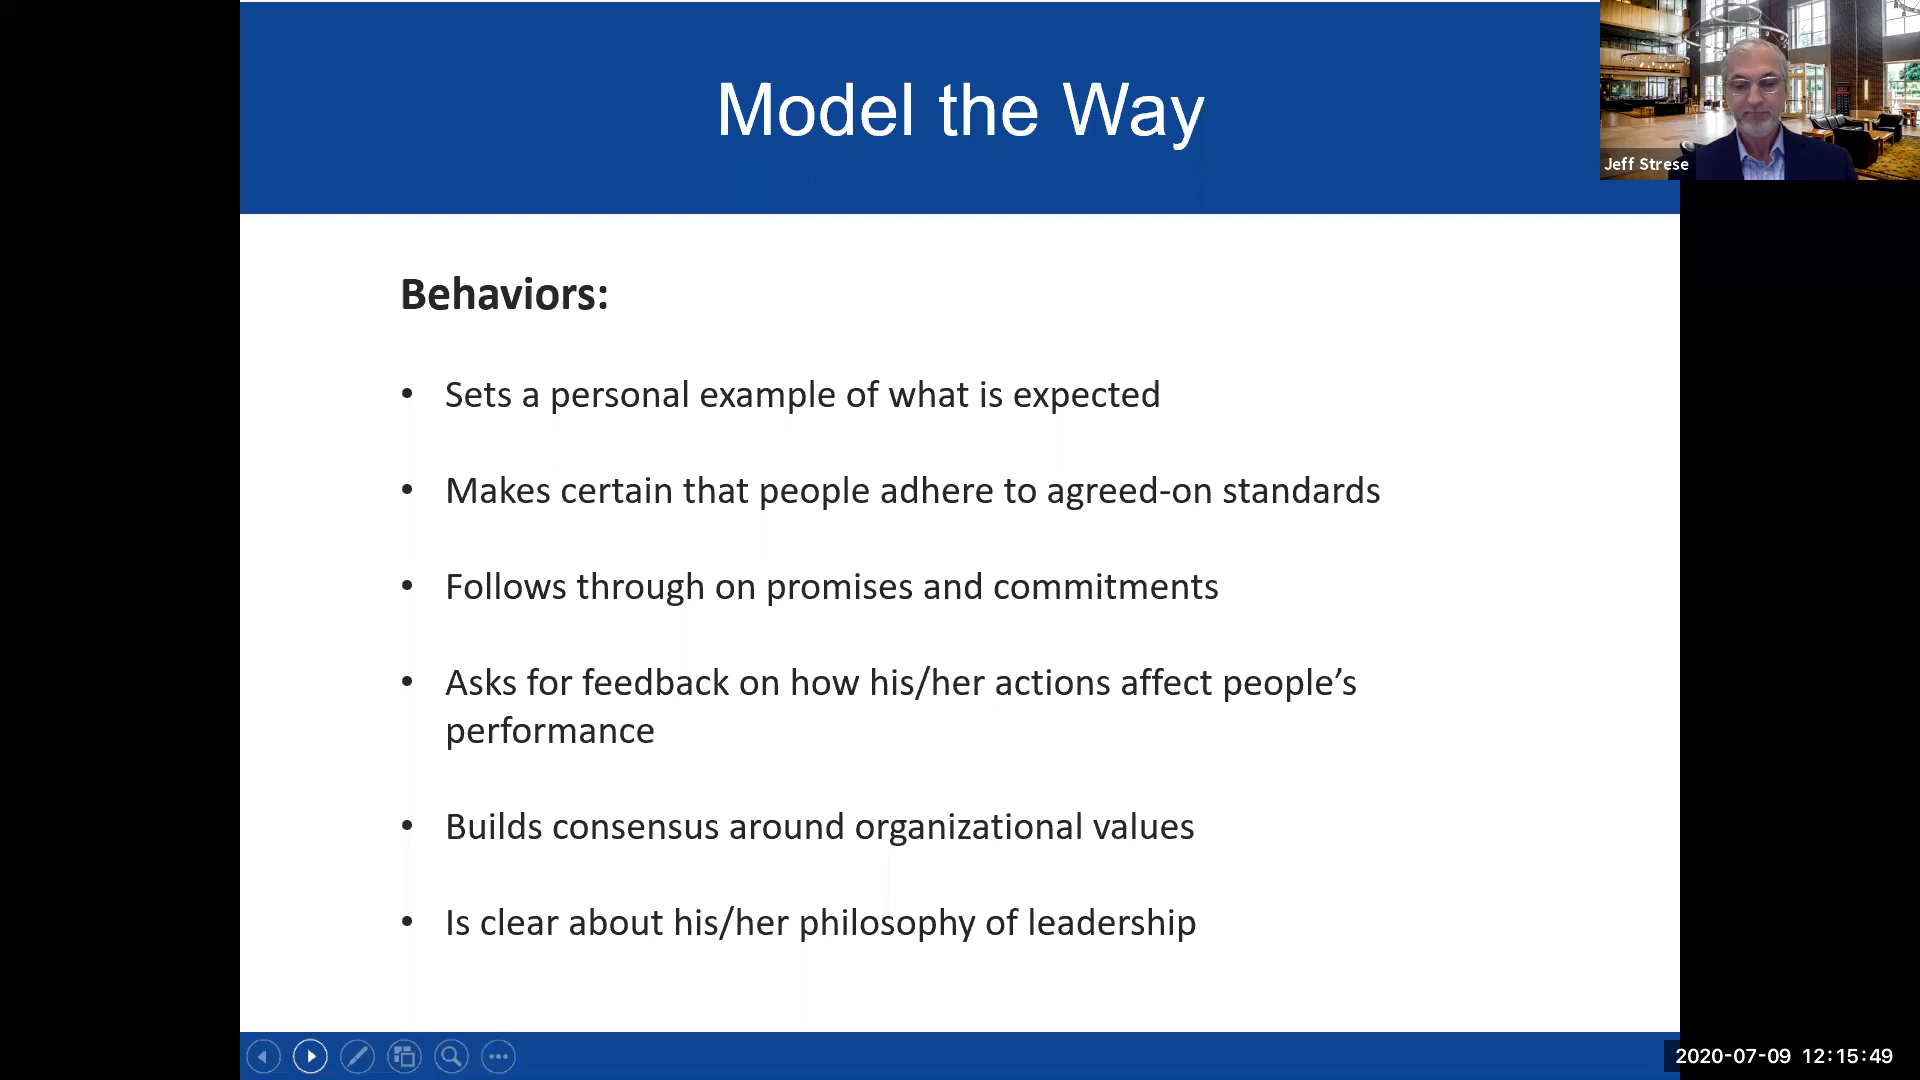 Model the Way
Jeff Strese
Behaviors:
• Sets a personal example of what is expected
• Makes certain that people adhere to agreed-on standards
• Follows through on promises and commitments
• Asks for feedback on how his/her actions affect people’s
performance
• Builds consensus around organizational values
• Is clear about his/her philosophy of leadership
2020-07-09 12:15:49